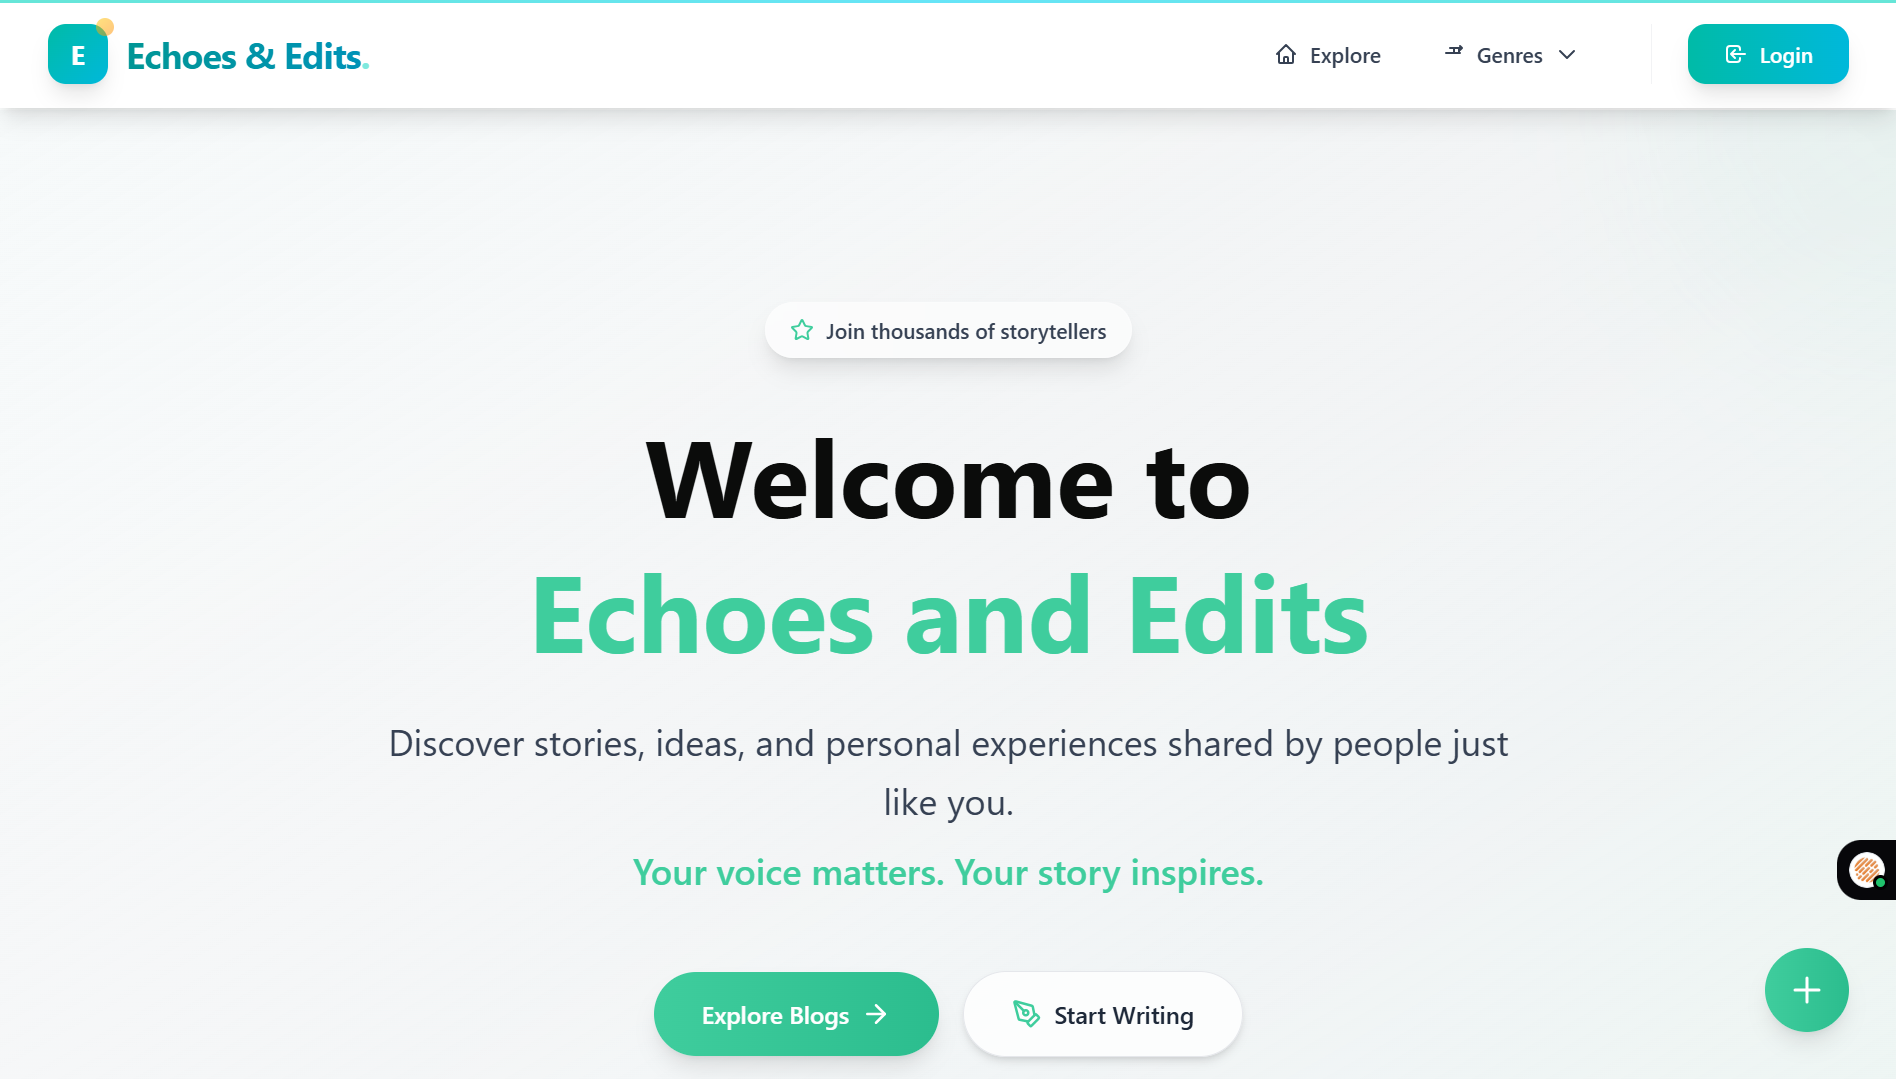 E
Echoes & Edits.
Explore
Genres
Login
Join thousands of storytellers
Welcome to
Echoes and Edits
Discover stories, ideas, and personal experiences shared by people just
like you.
Your voice matters. Your story inspires.
Explore Blogs
Start Writing